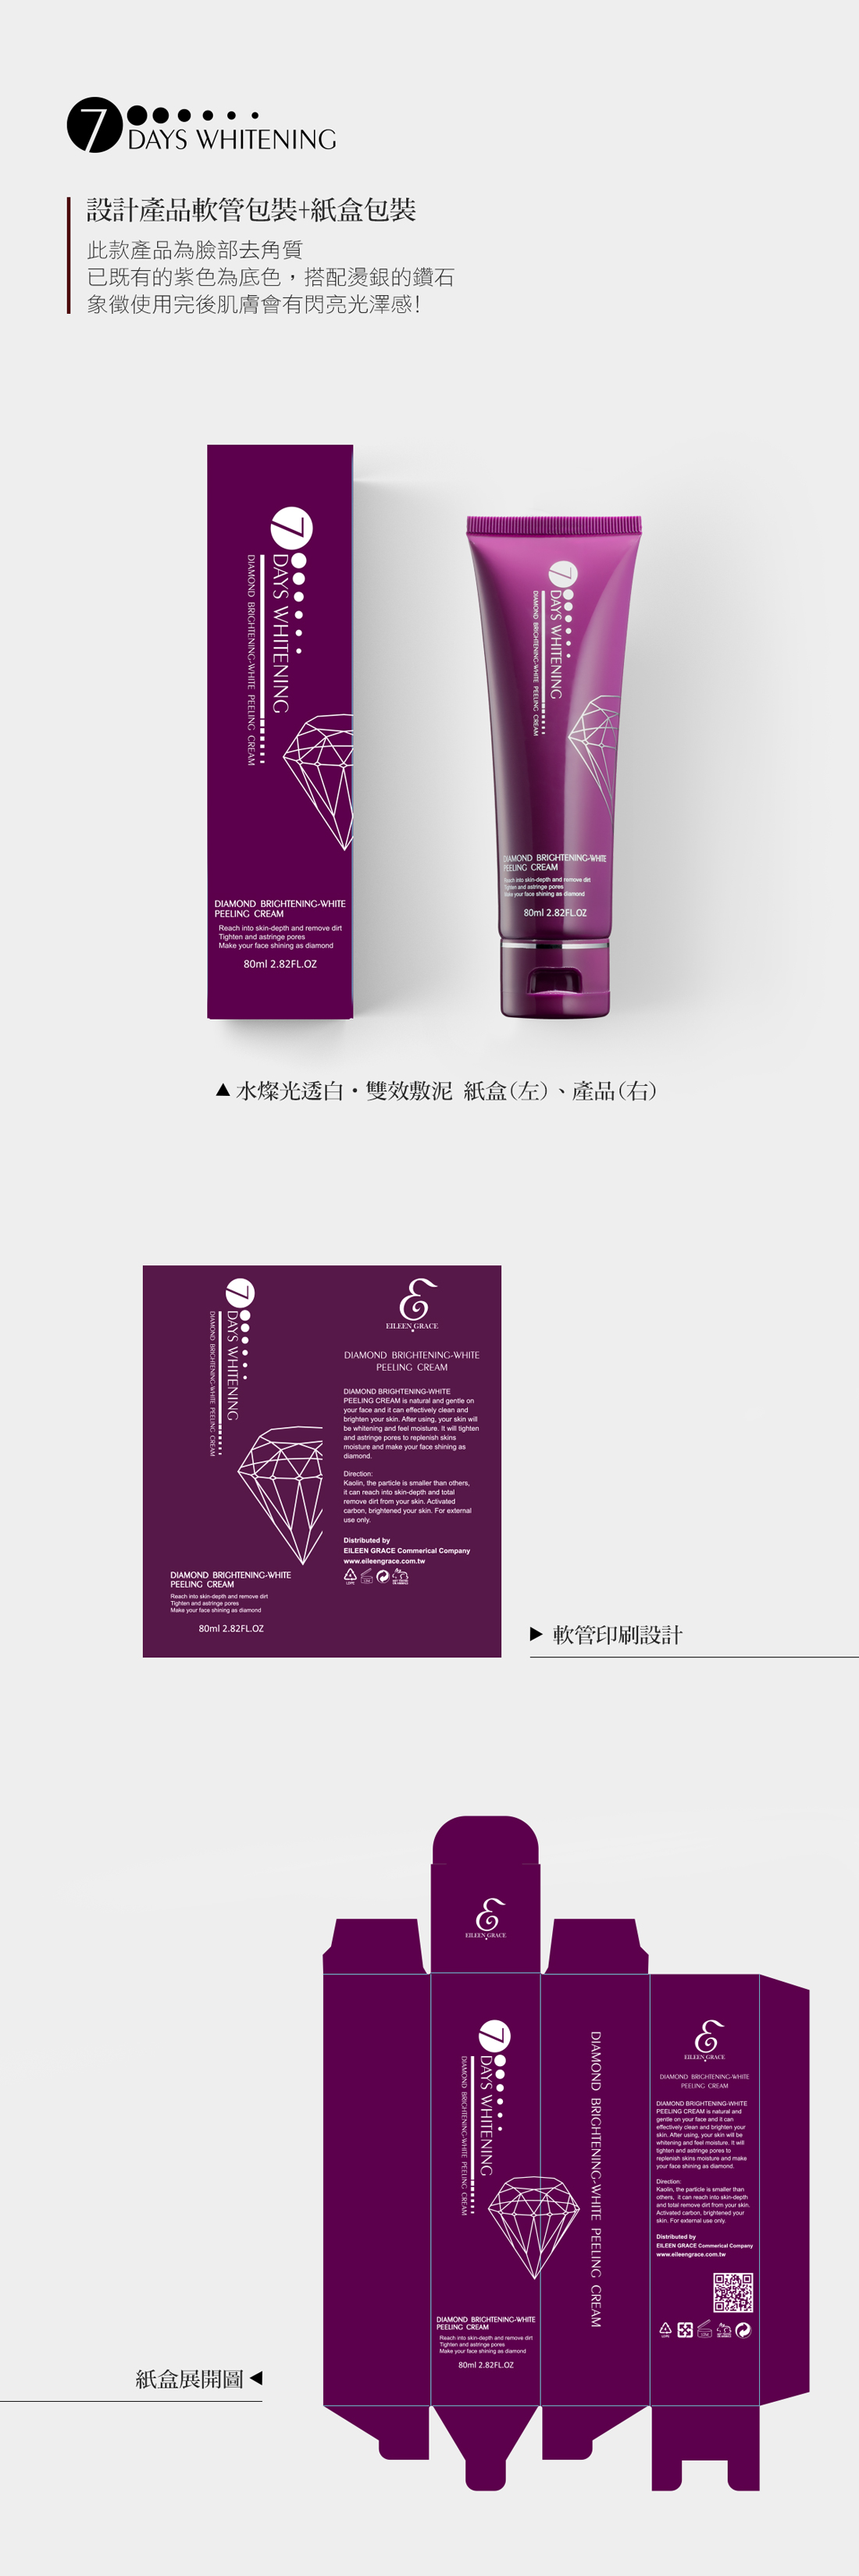 7 DAYS WHITENING
設計產品軟管包裝+紙盒包裝
此款產品為臉部去角質
已既有的紫色為底色，搭配燙銀的鑽石
象徵使用完後肌膚會有閃亮光澤感！
7 DAYS WHITENING
DIAMOND BRIGHTENING-WHITE PEELING CREAM
DIAMOND BRIGHTENING-WHITE
PEELING CREAM
Reach into skin-depth and remove dirt
Tighten and astringe pores
Make your face shining as diamond
80ml 2.82FL.OZ
7 DAYS WHITENING
DIAMOND BRIGHTENING-WHITE PEELING CREAM
DIAMOND BRIGHTENING-WHITE
PEELING CREAM
Reach into skin-depth and remove dirt
Tighten and astringe pores
Make your face shining as diamond
80ml 2.82FL.OZ
▲水燦光透白・雙效敷泥 紙盒(左)、產品(右)
7 DAYS WHITENING
DIAMOND BRIGHTENING-WHITE PEELING CREAM
DIAMOND BRIGHTENING-WHITE
PEELING CREAM
Reach into skin-depth and remove dirt
Tighten and astringe pores
Make your face shining as diamond
80ml 2.82FL.OZ
EILEEN GRACE
DIAMOND BRIGHTENING-WHITE
PEELING CREAM
DIAMOND BRIGHTENING-WHITE
PEELING CREAM is natural and gentle on
your face and it can effectively clean and
brighten your skin. After using, your skin will
be whitening and feel moisture. It will tighten
and astringe pores to replenish skins
moisture and make your face shining as
diamond.
Direction:
Kaolin, the particle is smaller than others,
it can reach into skin-depth and total
remove dirt from your skin. Activated
carbon, brightened your skin. For external
use only.
Distributed by
EILEEN GRACE Commerical Company
www.eileengrace.com.tw
▶ 軟管印刷設計
EILEEN GRACE
7 DAYS WHITENING
DIAMOND BRIGHTENING-WHITE PEELING CREAM
DIAMOND BRIGHTENING-WHITE
PEELING CREAM
Reach into skin-depth and remove dirt
Tighten and astringe pores
Make your face shining as diamond
80ml 2.82FL.OZ
DIAMOND BRIGHTENING-WHITE PEELING CREAM
EILEEN GRACE
DIAMOND BRIGHTENING-WHITE
PEELING CREAM
DIAMOND BRIGHTENING-WHITE
PEELING CREAM is natural and
gentle on your face and it can
effectively clean and brighten your
skin. After using, your skin will be
whitening and feel moisture. It will
tighten and astringe pores to
replenish skins moisture and make
your face shining as diamond.
Direction:
Kaolin, the particle is smaller than
others, it can reach into skin-depth
and total remove dirt from your skin.
Activated carbon, brightened your
skin. For external use only.
Distributed by
EILEEN GRACE Commerical Company
www.eileengrace.com.tw
紙盒展開圖◀